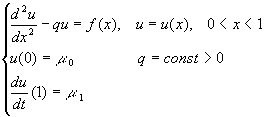 d²u/dx² − qu = f(x), u = u(x), 0 < x < 1
u(0) = μ₀ q = const > 0
du/dt (1) = μ₁